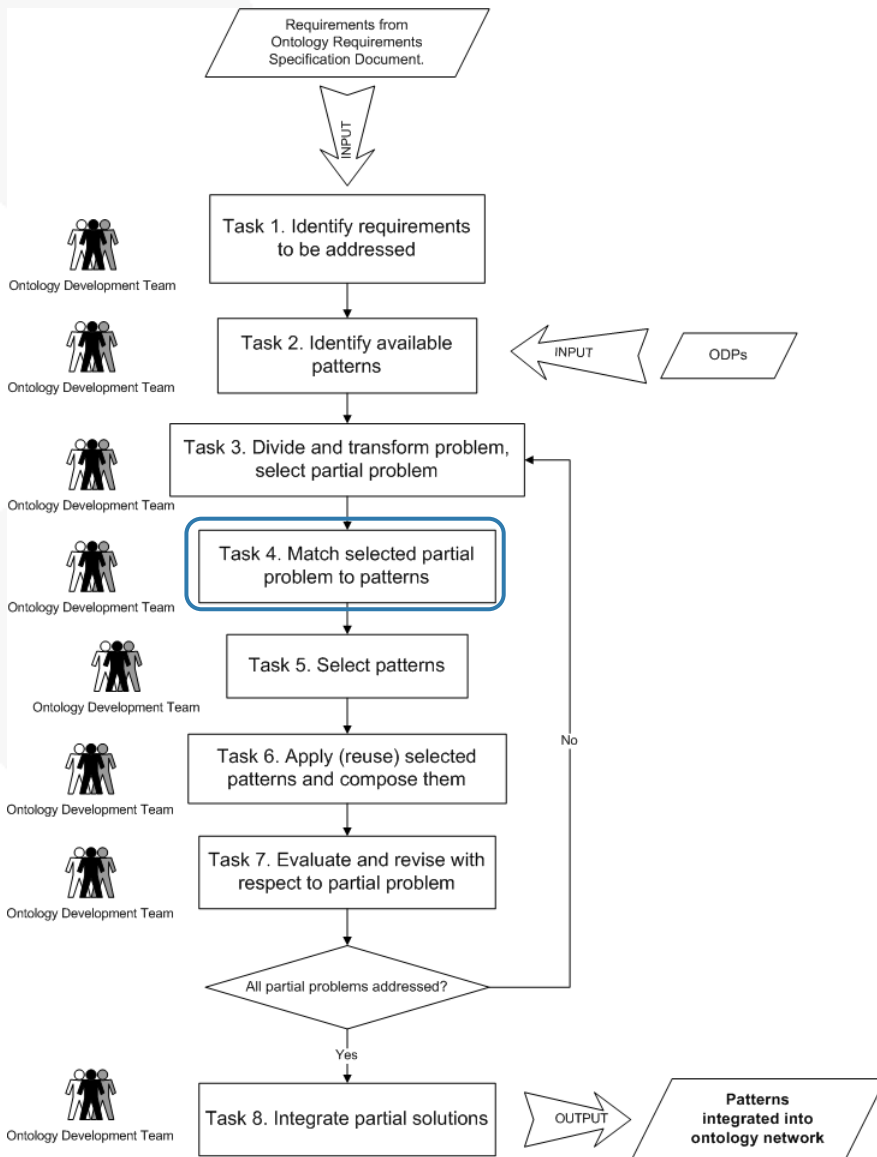 Requirements from
Ontology Requirements
Specification Document.
INPUT
Task 1. Identify requirements
to be addressed
Ontology Development Team
Task 2. Identify available
patterns
INPUT
ODPs
Ontology Development Team
Task 3. Divide and transform problem,
select partial problem
Ontology Development Team
Task 4. Match selected partial
problem to patterns
Ontology Development Team
Task 5. Select patterns
Ontology Development Team
No
Task 6. Apply (reuse) selected
patterns and compose them
Ontology Development Team
Task 7. Evaluate and revise with
respect to partial problem
Ontology Development Team
All partial problems addressed?
Yes
Task 8. Integrate partial solutions
Ontology Development Team
OUTPUT
Patterns
integrated into
ontology network